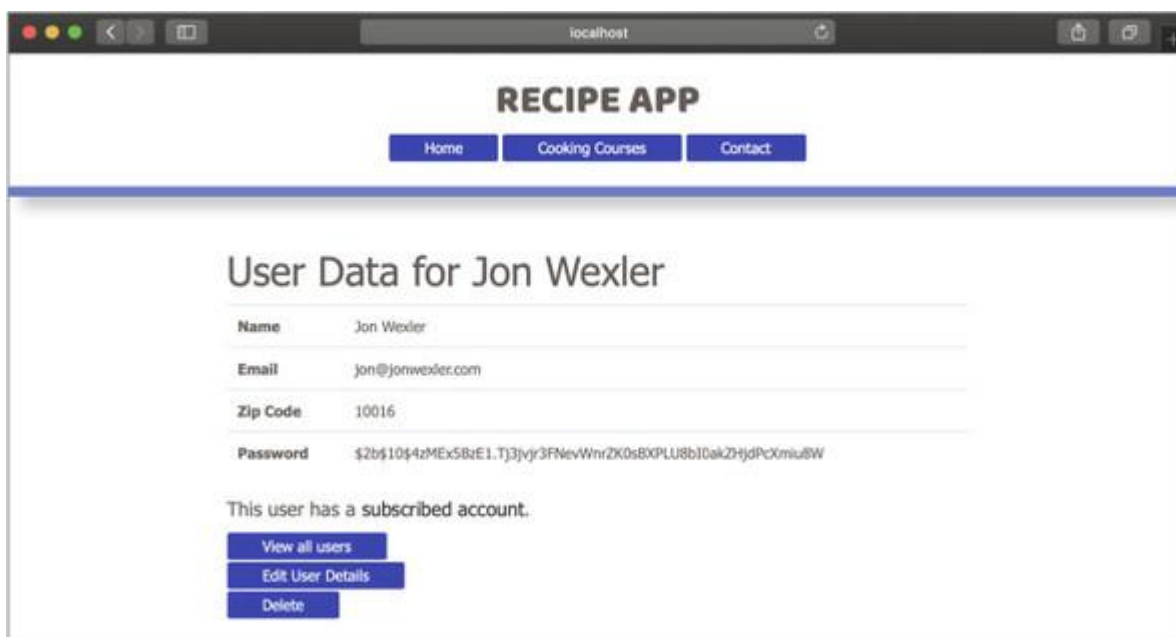 localhost
RECIPE APP
Home Cooking Courses Contact
User Data for Jon Wexler
Name Jon Wexler
Email jon@jonwexler.com
Zip Code 10016
Password
This user has a subscribed account.
View all users
Edit User Details
Delete